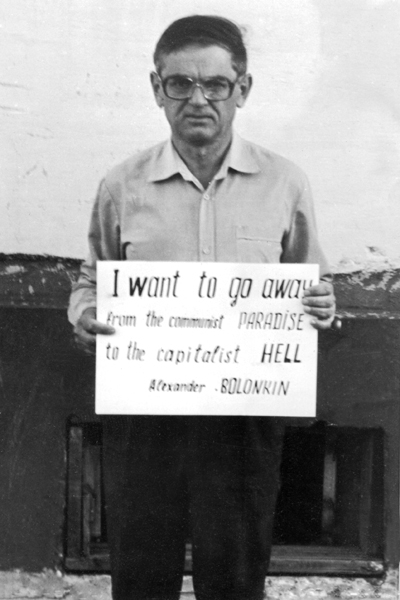 I want to go away
from the communist PARADiSE
to the capitalist HELL
Alexander .BOLONKIN